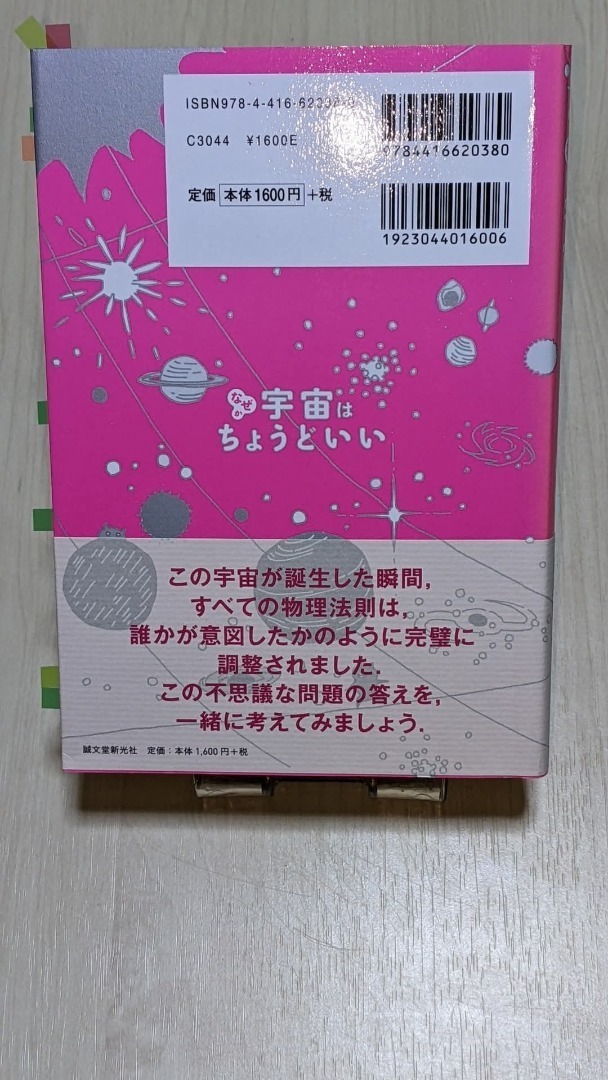 ISBN978-4-416-62038-0
C3044 ¥1600E
9784416620380
定価 本体1600円 +税
1923044016006
なぜか
宇宙は
ちょうどいい
この宇宙が誕生した瞬間,
すべての物理法則は,
誰かが意図したかのように完璧に
調整されました.
この不思議な問題の答えを,
一緒に考えてみましょう.
誠文堂新光社 定価:本体1,600円+税